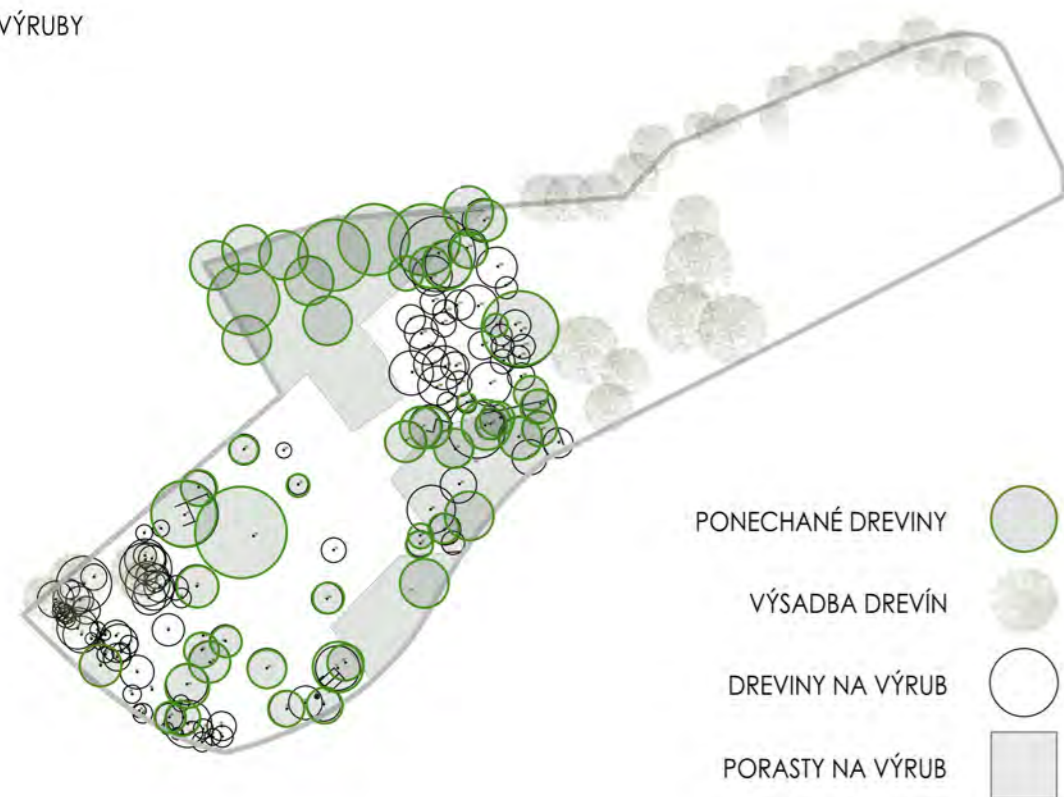 VÝRUBY
PONECHANÉ DREVINY
VÝSADBA DREVÍN
DREVINY NA VÝRUB
PORASTY NA VÝRUB